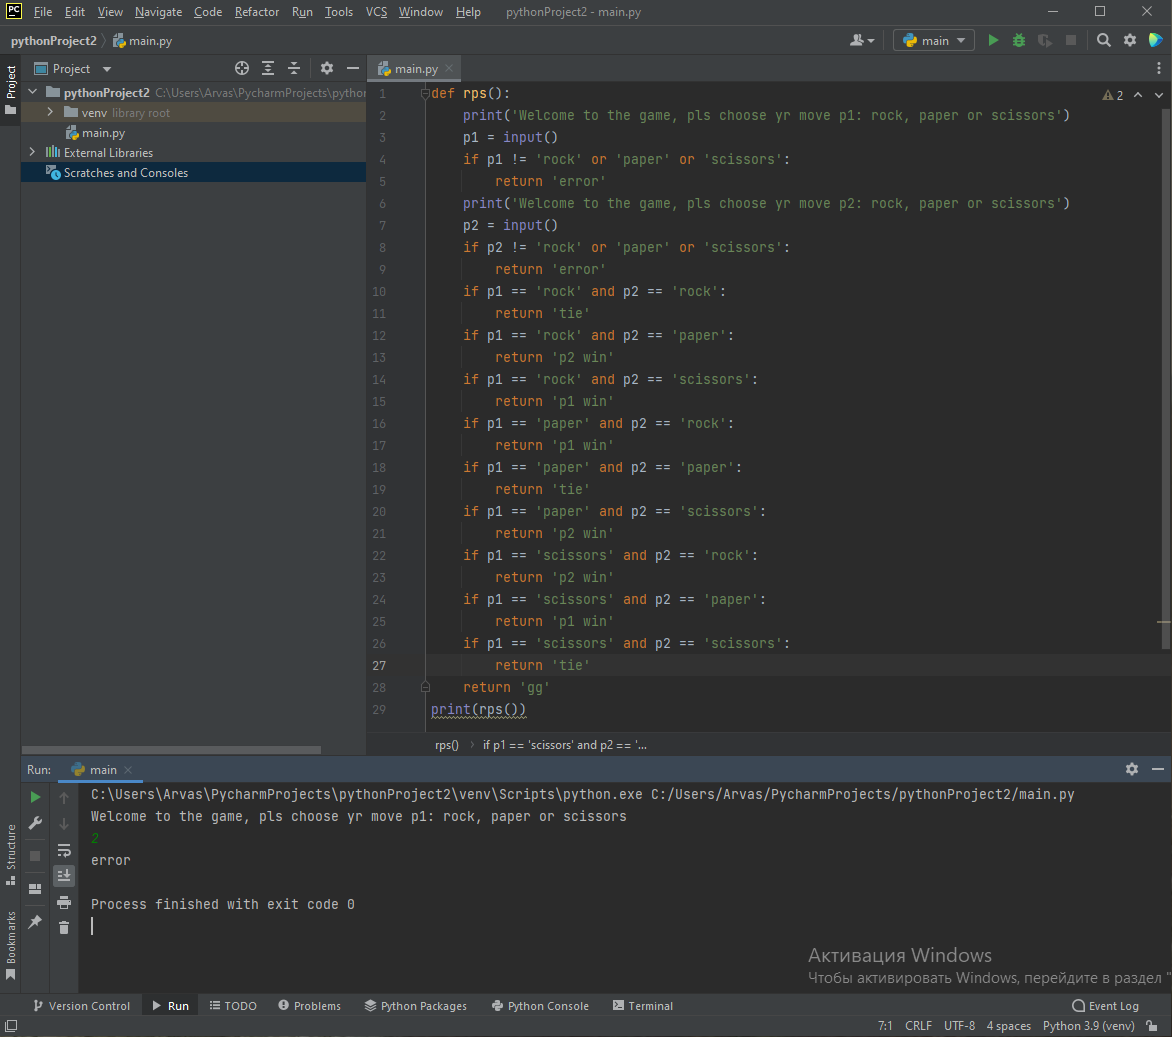 PC File Edit View Navigate Code Refactor Run Tools VCS Window Help pythonProject2 - main.py
pythonProject2 main.py main
Project
Project
main.py
pythonProject2 C:\Users\Arvas\PycharmProjects\python
venv library root
main.py
External Libraries
Scratches and Consoles
2
1 def rps():
2 print('Welcome to the game, pls choose yr move p1: rock, paper or scissors')
3 p1 = input()
4 if p1 != 'rock' or 'paper' or 'scissors':
5 return 'error'
6 print('Welcome to the game, pls choose yr move p2: rock, paper or scissors')
7 p2 = input()
8 if p2 != 'rock' or 'paper' or 'scissors':
9 return 'error'
10 if p1 == 'rock' and p2 == 'rock':
11 return 'tie'
12 if p1 == 'rock' and p2 == 'paper':
13 return 'p2 win'
14 if p1 == 'rock' and p2 == 'scissors':
15 return 'p1 win'
16 if p1 == 'paper' and p2 == 'rock':
17 return 'p1 win'
18 if p1 == 'paper' and p2 == 'paper':
19 return 'tie'
20 if p1 == 'paper' and p2 == 'scissors':
21 return 'p2 win'
22 if p1 == 'scissors' and p2 == 'rock':
23 return 'p2 win'
24 if p1 == 'scissors' and p2 == 'paper':
25 return 'p1 win'
26 if p1 == 'scissors' and p2 == 'scissors':
27 return 'tie'
28 return 'gg'
29 print(rps())
rps() if p1 == 'scissors' and p2 == '...
Run: main
C:\Users\Arvas\PycharmProjects\pythonProject2\venv\Scripts\python.exe C:/Users/Arvas/PycharmProjects/pythonProject2/main.py
Welcome to the game, pls choose yr move p1: rock, paper or scissors
2
error
Process finished with exit code 0
Structure
Bookmarks
Активация Windows
Чтобы активировать Windows, перейдите в раздел "
Version Control Run TODO Problems Python Packages Python Console Terminal Event Log
7:1 CRLF UTF-8 4 spaces Python 3.9 (venv)